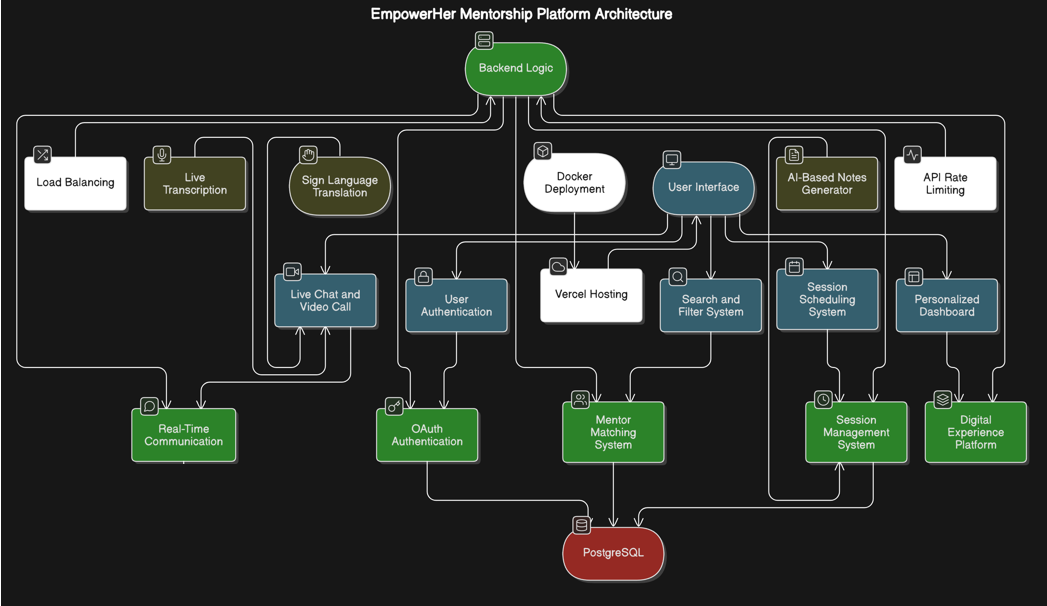 EmpowerHer Mentorship Platform Architecture
Backend Logic
Load Balancing
Live
Transcription
Sign Language
Translation
Docker
Deployment
User Interface
AI-Based Notes
Generator
API Rate
Limiting
Live Chat and
Video Call
User
Authentication
Vercel Hosting
Search and
Filter System
Session
Scheduling
System
Personalized
Dashboard
Real-Time
Communication
OAuth
Authentication
Mentor
Matching
System
Session
Management
System
Digital
Experience
Platform
PostgreSQL